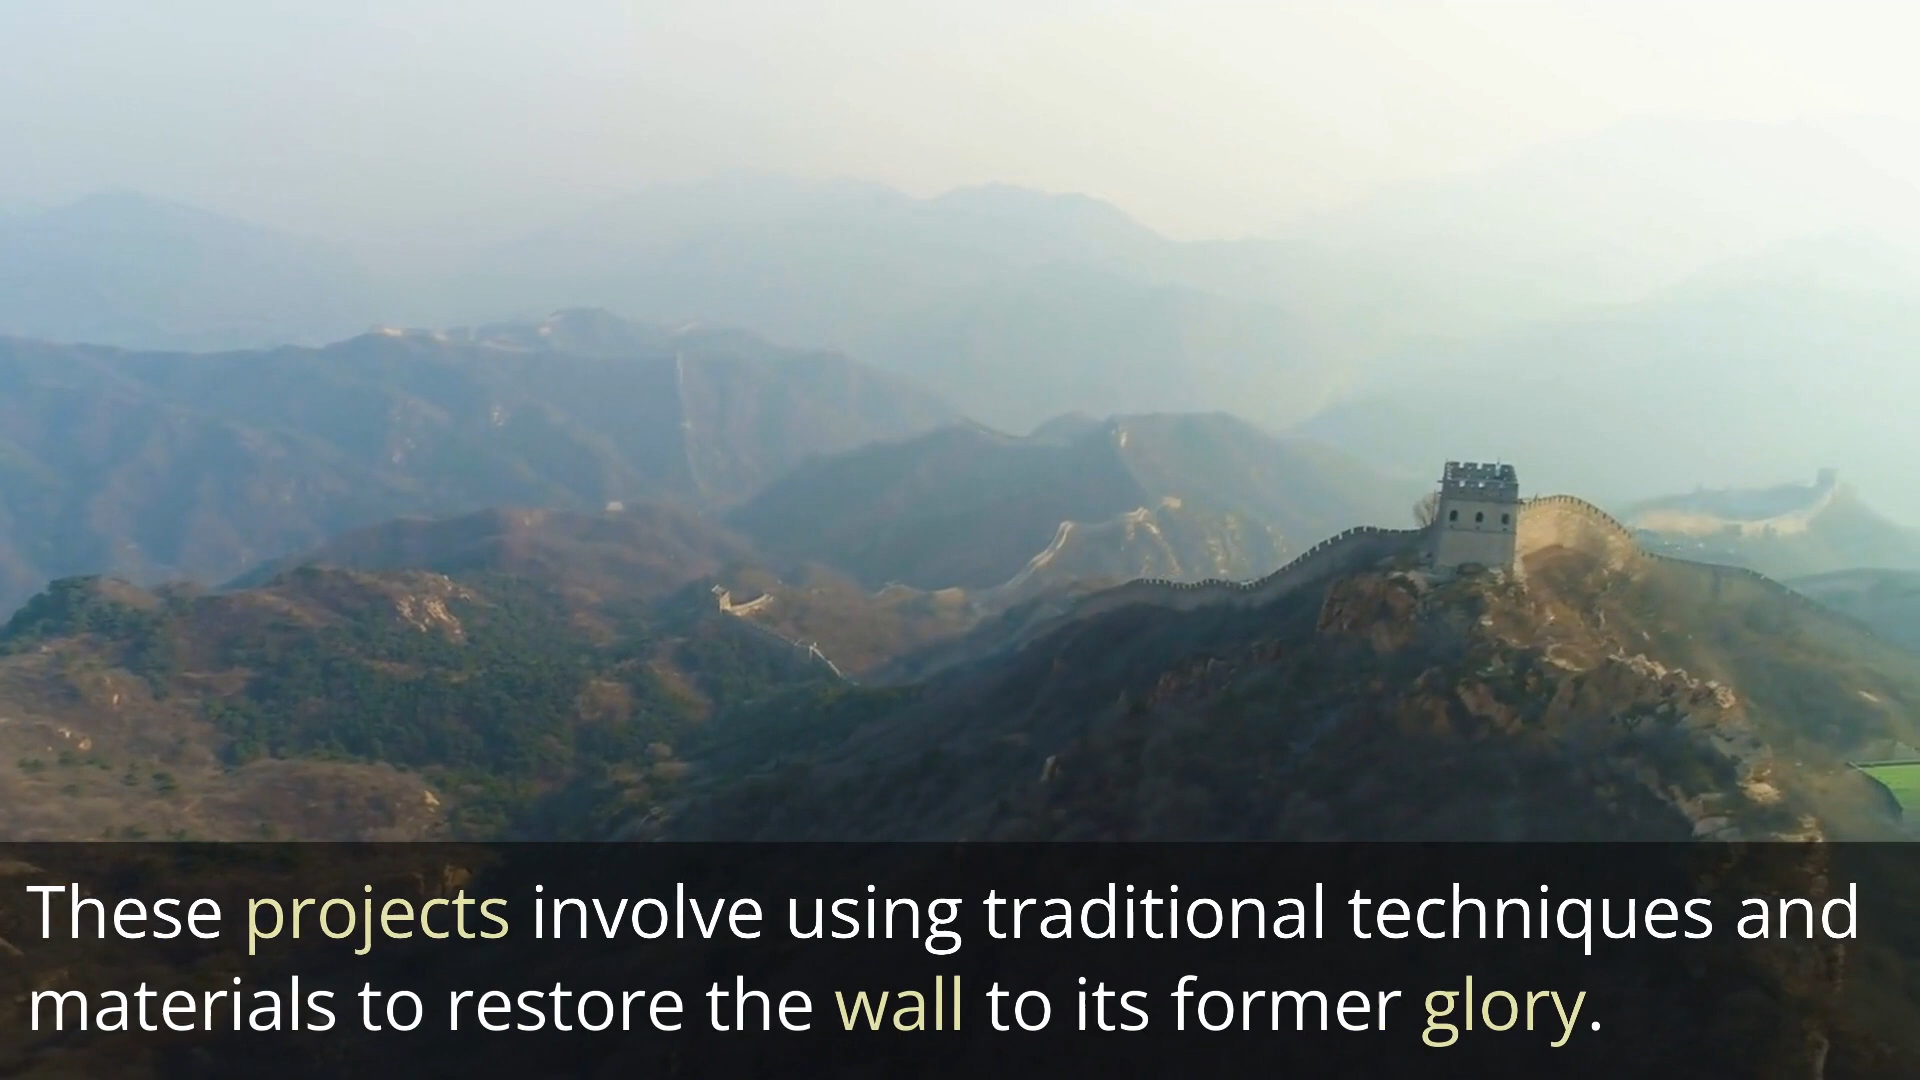 These projects involve using traditional techniques and
materials to restore the wall to its former glory.